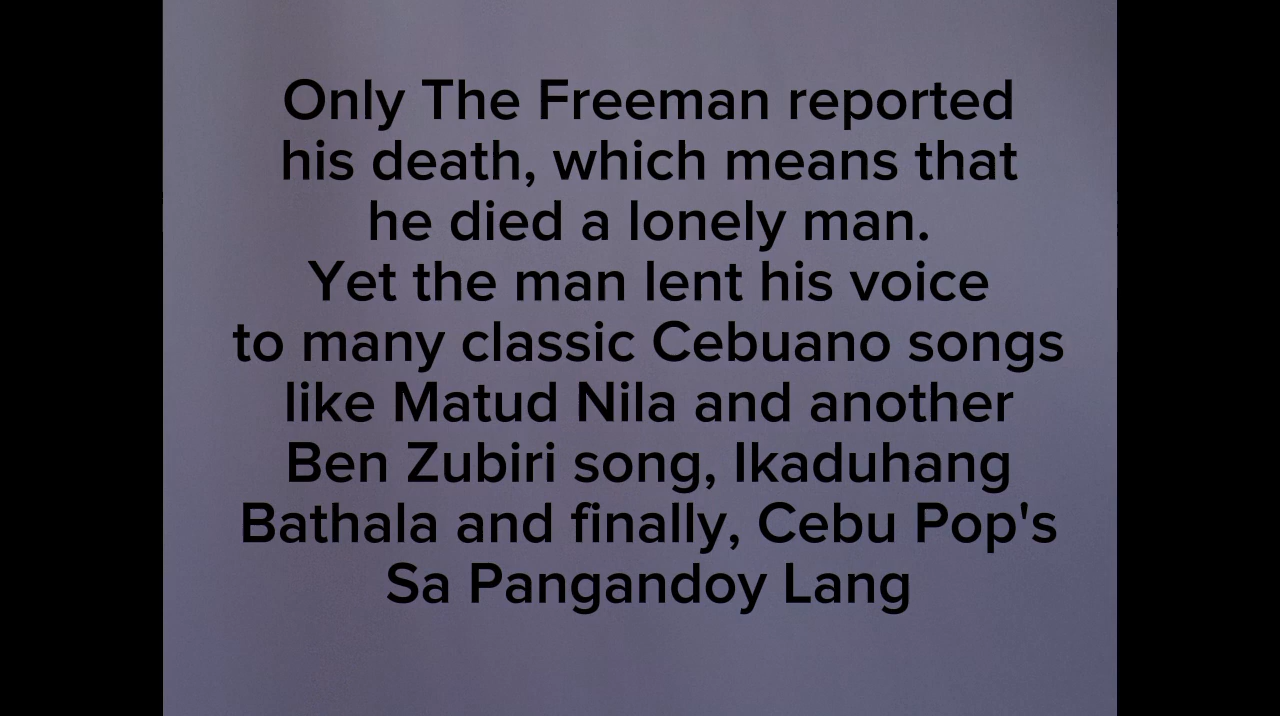 Only The Freeman reported
his death, which means that
he died a lonely man.
Yet the man lent his voice
to many classic Cebuano songs
like Matud Nila and another
Ben Zubiri song, Ikaduhang
Bathala and finally, Cebu Pop's
Sa Pangandoy Lang